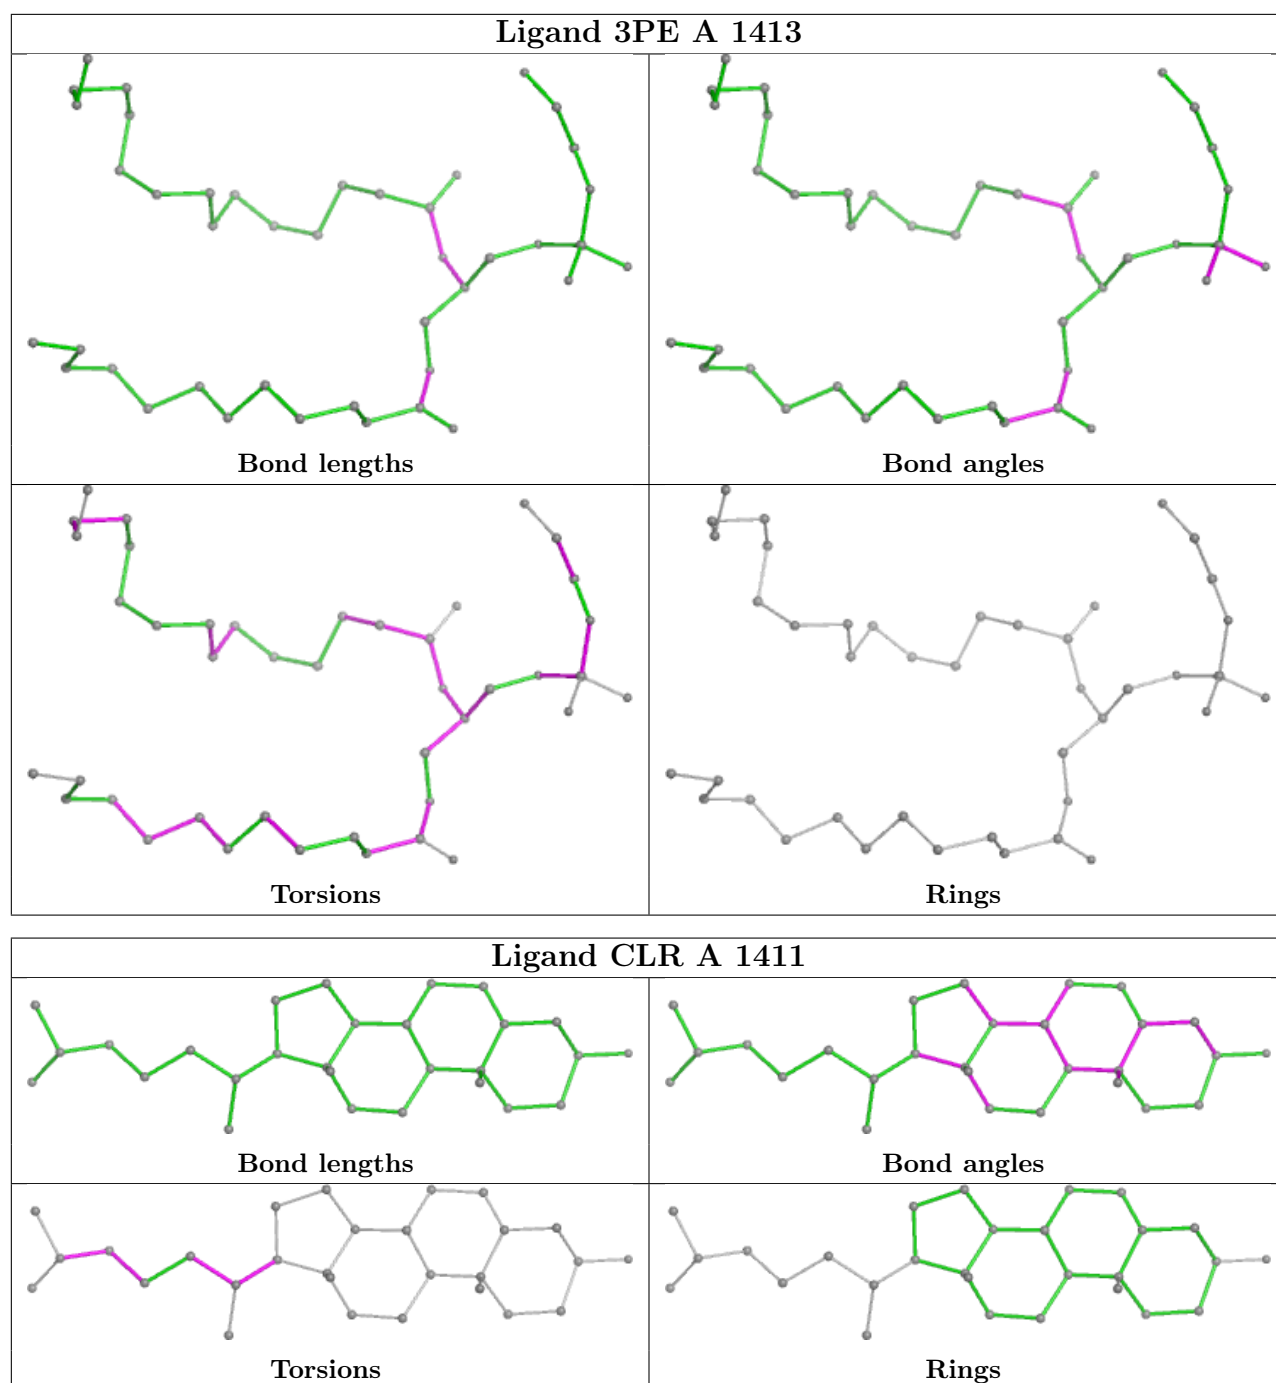 Ligand 3PE A 1413
Bond lengths
Bond angles
Torsions
Rings
Ligand CLR A 1411
Bond lengths
Bond angles
Torsions
Rings